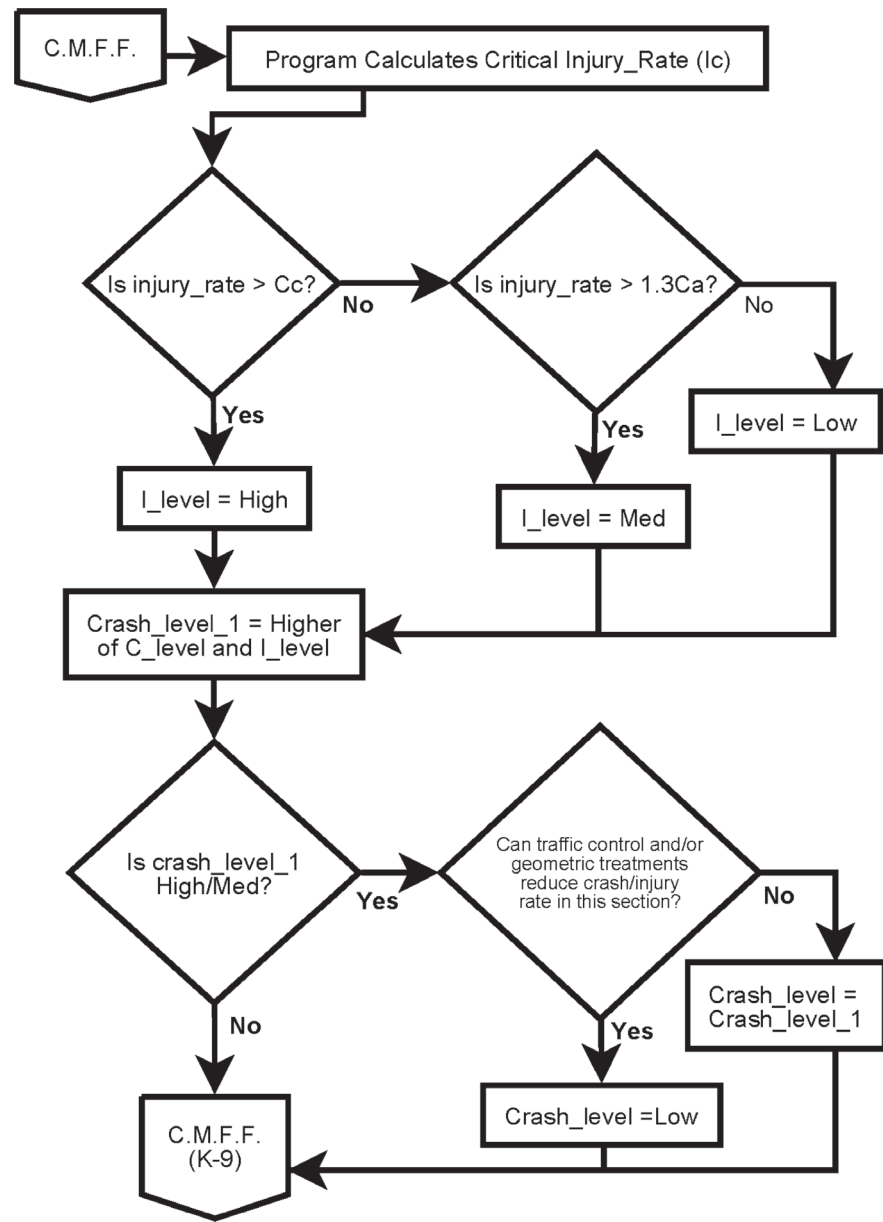 C.M.F.F.
Program Calculates Critical Injury_Rate (Ic)
Is injury_rate > Cc?
No
Is injury_rate > 1.3Ca?
No
Yes
I_level = Low
Yes
I_level = High
I_level = Med
Crash_level_1 = Higher
of C_level and I_level
Is crash_level_1
High/Med?
Yes
Can traffic control and/or
geometric treatments
reduce crash/injury
rate in this section?
No
Crash_level =
Crash_level_1
No
Yes
Crash_level =Low
C.M.F.F.
(K-9)